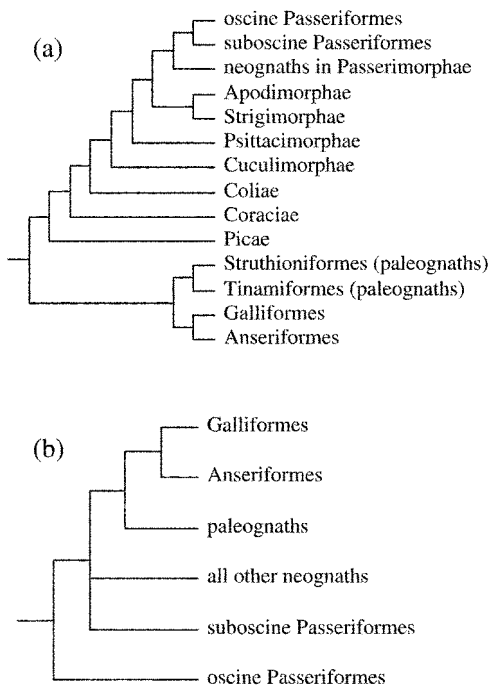 (a)
oscine Passeriformes
suboscine Passeriformes
neognaths in Passerimorphae
Apodimorphae
Strigimorphae
Psittacimorphae
Cuculimorphae
Coliae
Coraciae
Picae
Struthioniformes (paleognaths)
Tinamiformes (paleognaths)
Galliformes
Anseriformes
(b)
Galliformes
Anseriformes
paleognaths
all other neognaths
suboscine Passeriformes
oscine Passeriformes